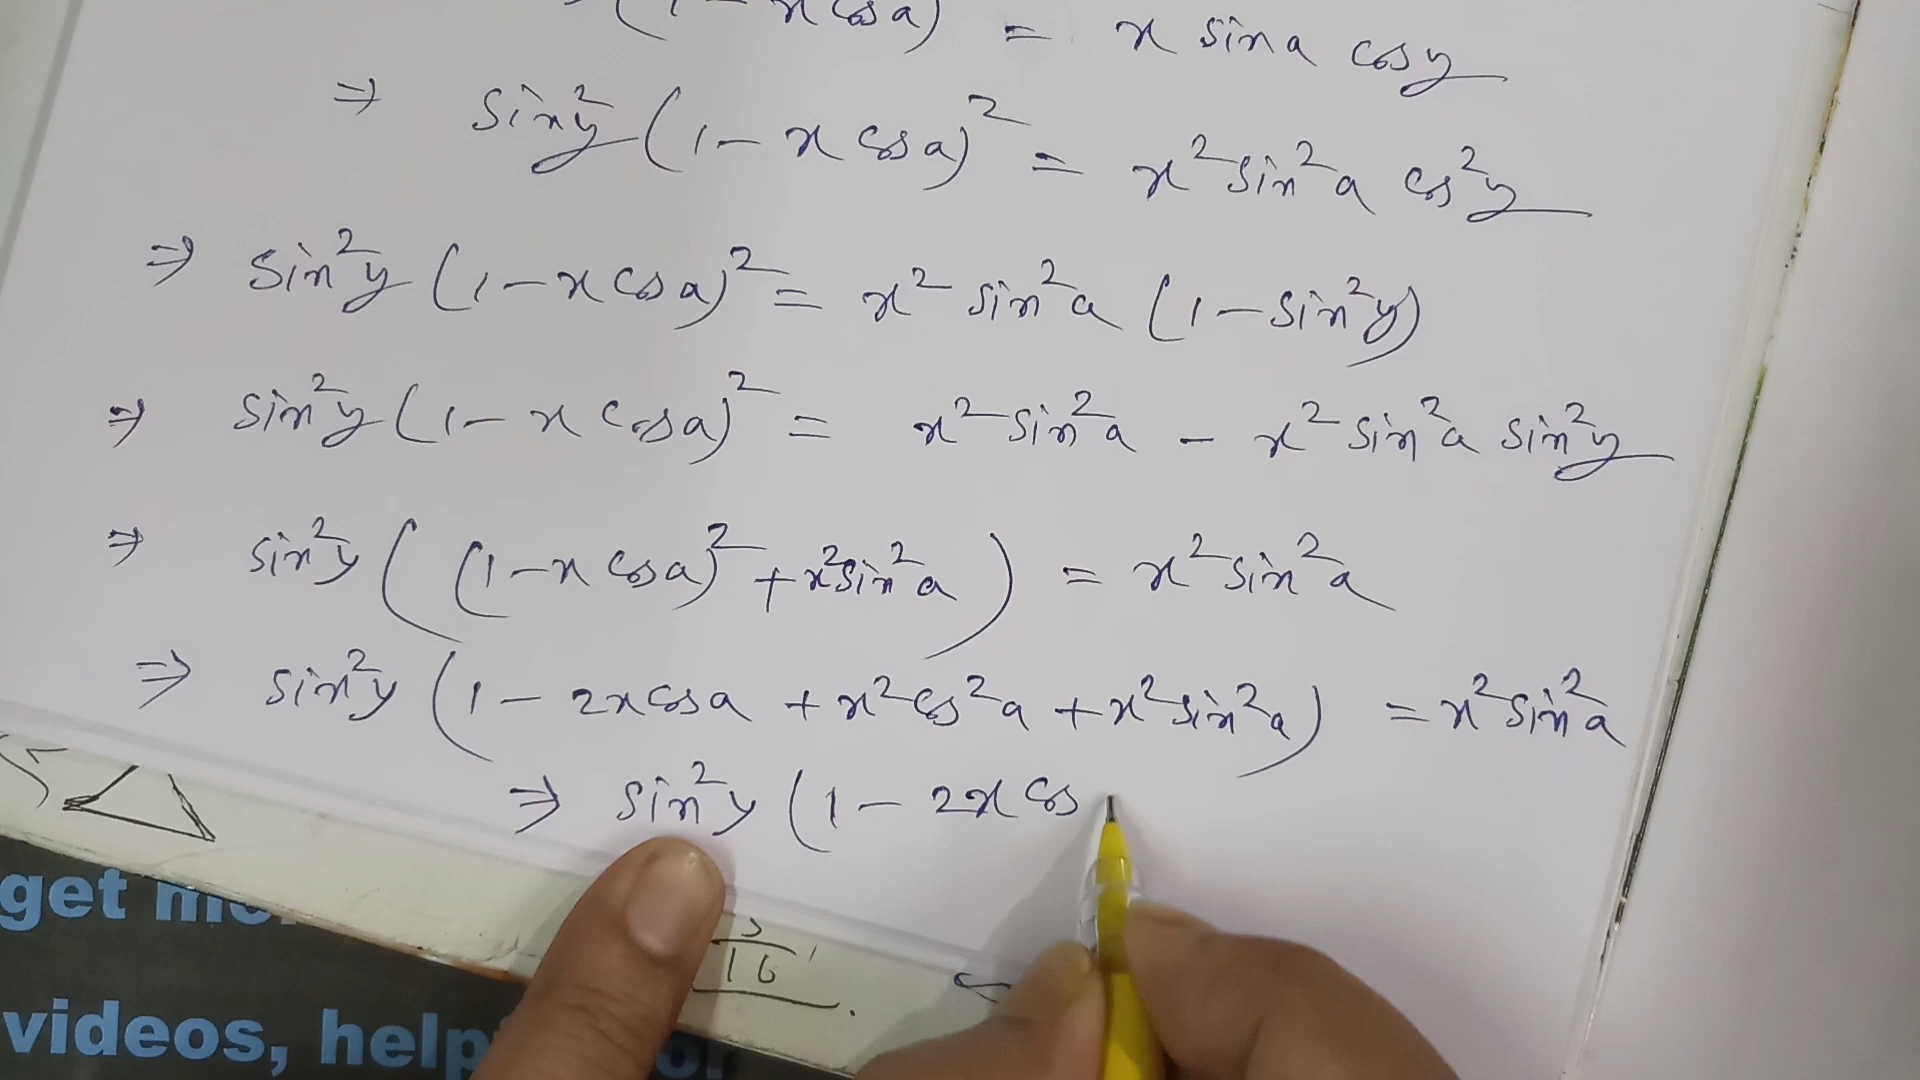 (1 - x cos a) = x sin a cos y
⇒ sin²y (1 - x cos a)² = x² sin²a cos²y
⇒ sin²y (1 - x cos a)² = x² sin²a (1 - sin²y)
⇒ sin²y (1 - x cos a)² = x² sin²a - x² sin²a sin²y
⇒ sin²y ( (1 - x cos a)² + x² sin²a ) = x² sin²a
⇒ sin²y (1 - 2x cos a + x² cos²a + x² sin²a) = x² sin²a
⇒ sin²y (1 - 2x cos
get
16
videos,